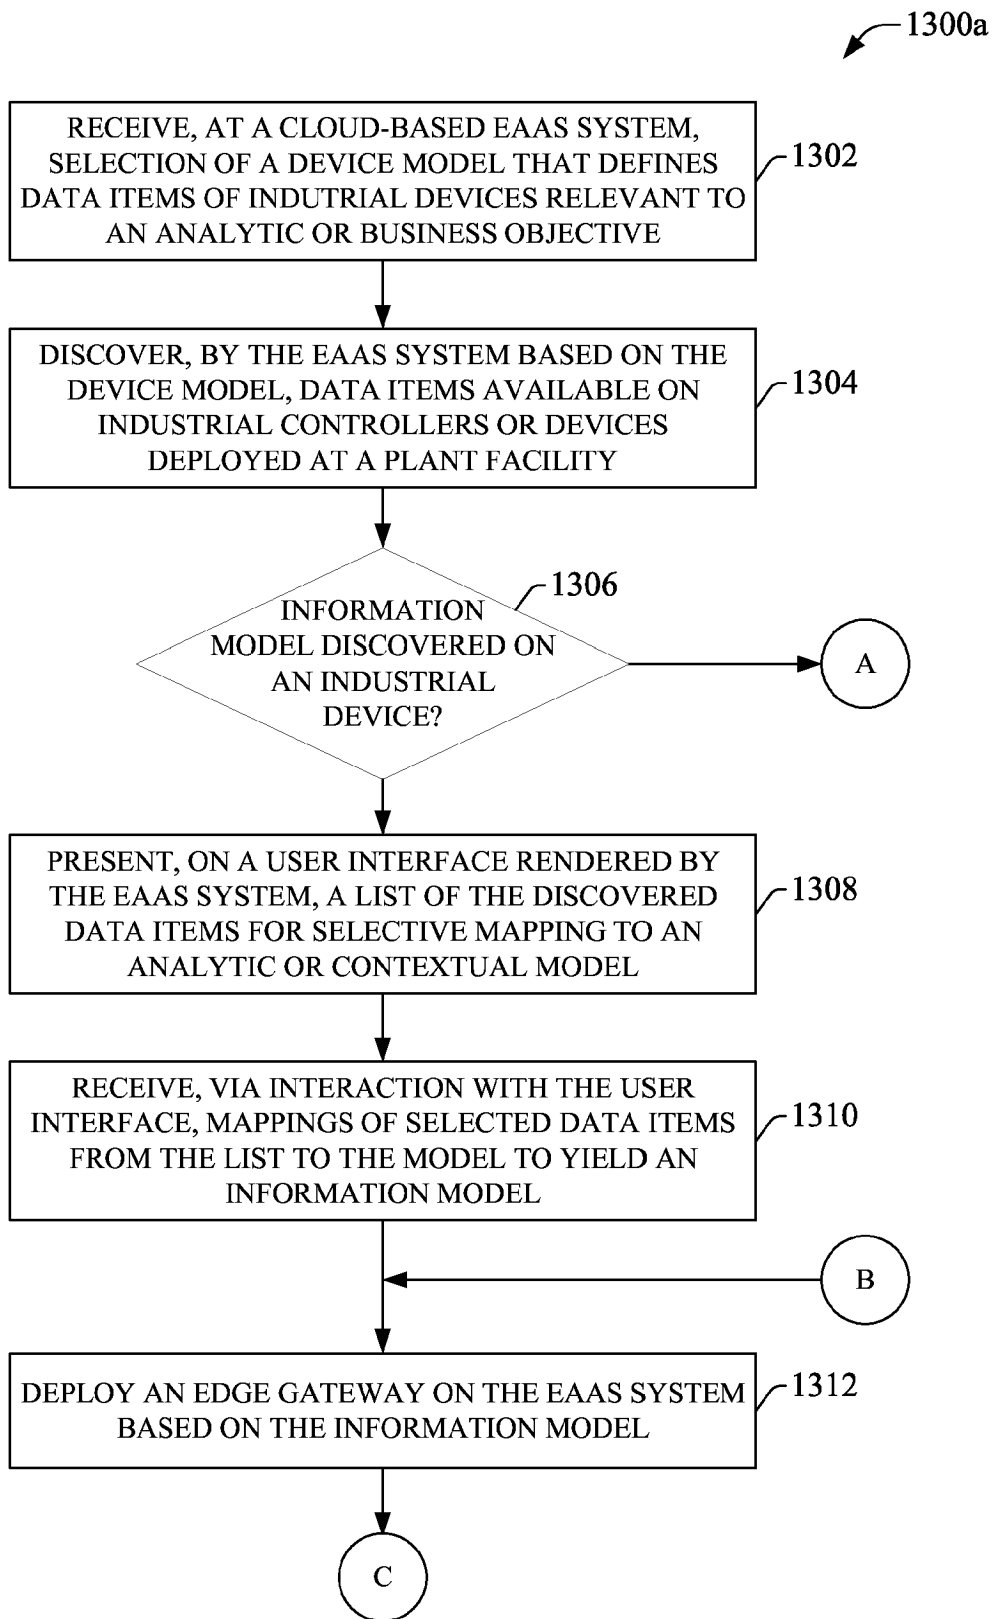 1300a
RECEIVE, AT A CLOUD-BASED EAAS SYSTEM,
SELECTION OF A DEVICE MODEL THAT DEFINES
DATA ITEMS OF INDUTRIAL DEVICES RELEVANT TO
AN ANALYTIC OR BUSINESS OBJECTIVE
1302
DISCOVER, BY THE EAAS SYSTEM BASED ON THE
DEVICE MODEL, DATA ITEMS AVAILABLE ON
INDUSTRIAL CONTROLLERS OR DEVICES
DEPLOYED AT A PLANT FACILITY
1304
INFORMATION
MODEL DISCOVERED ON
AN INDUSTRIAL
DEVICE?
1306
A
PRESENT, ON A USER INTERFACE RENDERED BY
THE EAAS SYSTEM, A LIST OF THE DISCOVERED
DATA ITEMS FOR SELECTIVE MAPPING TO AN
ANALYTIC OR CONTEXTUAL MODEL
1308
RECEIVE, VIA INTERACTION WITH THE USER
INTERFACE, MAPPINGS OF SELECTED DATA ITEMS
FROM THE LIST TO THE MODEL TO YIELD AN
INFORMATION MODEL
1310
B
DEPLOY AN EDGE GATEWAY ON THE EAAS SYSTEM
BASED ON THE INFORMATION MODEL
1312
C